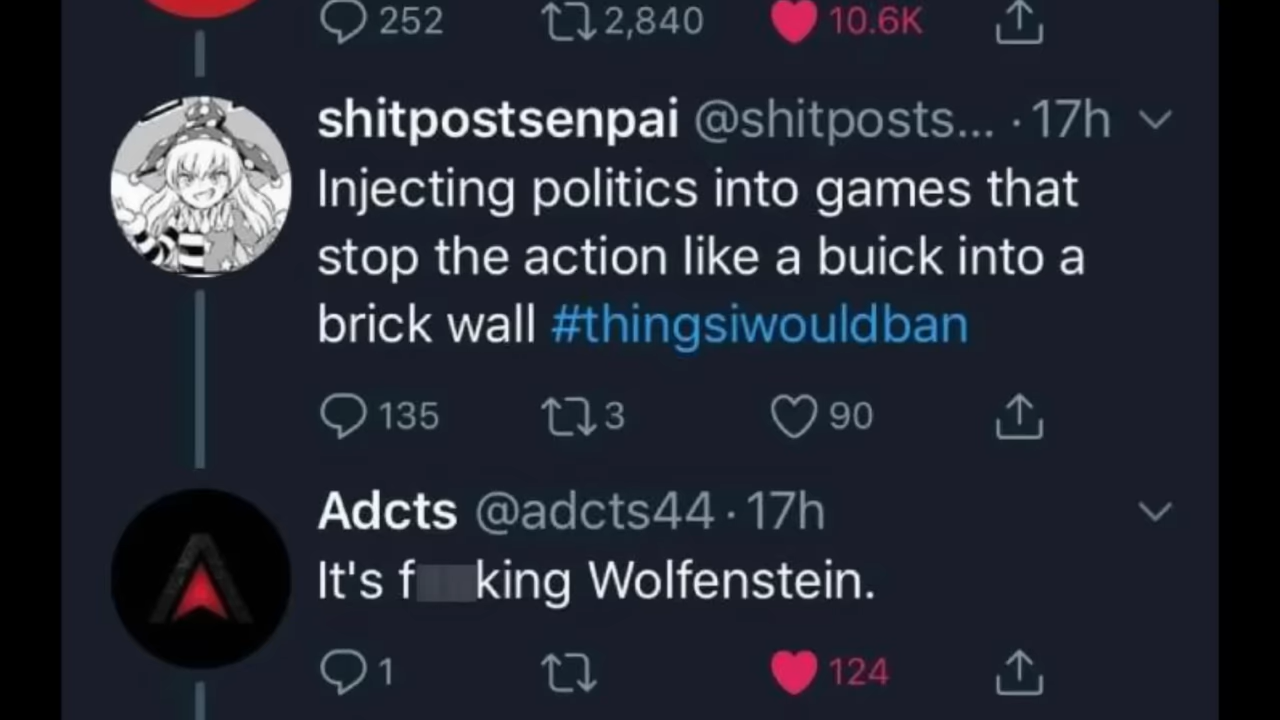 252 2,840 10.6K
shitpostsenpai @shitposts... · 17h
Injecting politics into games that
stop the action like a buick into a
brick wall #thingsiwouldban
135 3 90
Adcts @adcts44 · 17h
It's f king Wolfenstein.
1 124